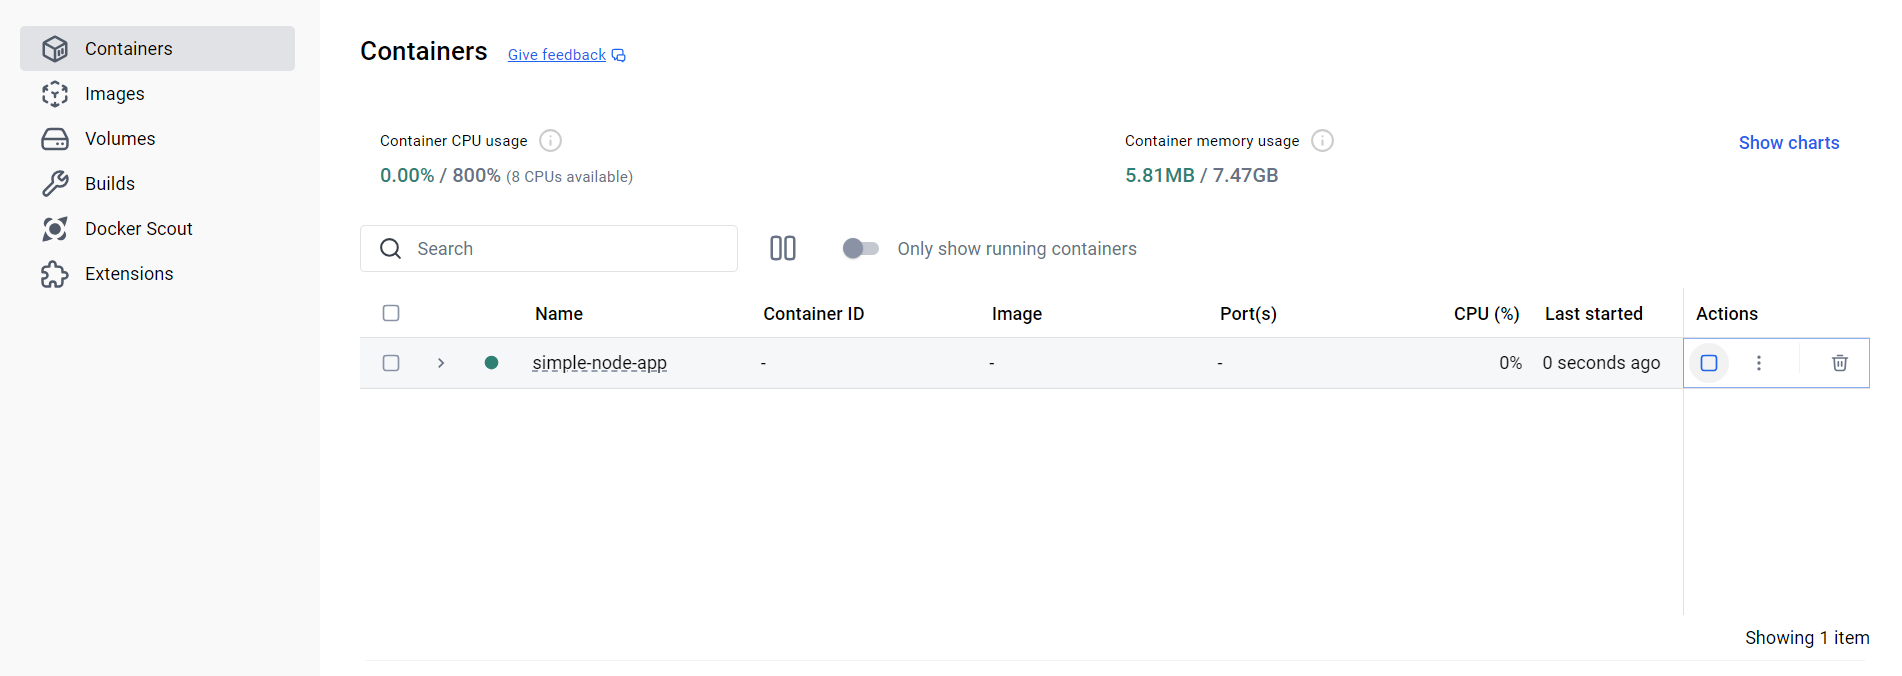 Containers
Images
Volumes
Builds
Docker Scout
Extensions
Containers Give feedback
Container CPU usage
0.00% / 800% (8 CPUs available)
Container memory usage
5.81MB / 7.47GB
Show charts
Search
Only show running containers
Name Container ID Image Port(s) CPU (%) Last started Actions
simple-node-app - - - 0% 0 seconds ago
Showing 1 item